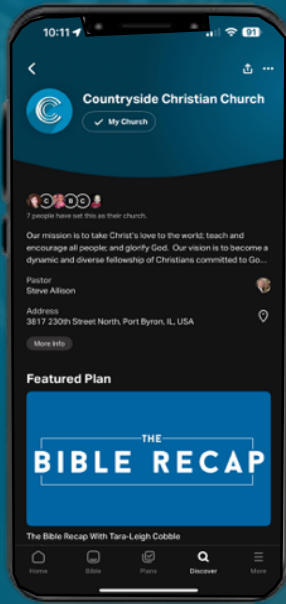 10:11
91
Countryside Christian Church
My Church
C B C
7 people have set this as their church.
Our mission is to take Christ's love to the world; teach and
encourage all people; and glorify God. Our vision is to become a
dynamic and diverse fellowship of Christians committed to Go...
Pastor
Steve Allison
Address
3817 230th Street North, Port Byron, IL, USA
More Info
Featured Plan
THE
BIBLE RECAP
The Bible Recap With Tara-Leigh Cobble
Home
Bible
Plans
Discover
More